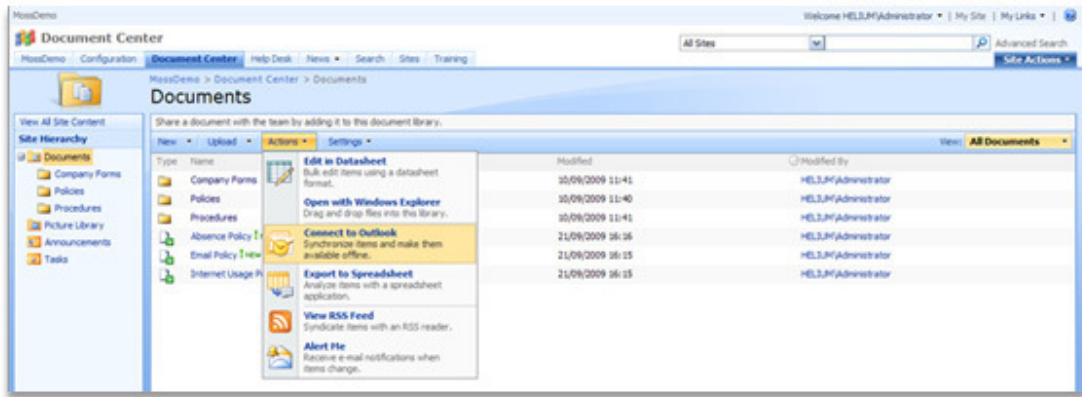 MossDemo
Welcome HELIUM\Administrator | My Site | My Links
Document Center
All Sites
Advanced Search
MossDemo Configuration Document Center Help Desk News Search Sites Training
Site Actions
MossDemo > Document Center > Documents
Documents
View All Site Content
Share a document with the team by adding it to this document library.
Site Hierarchy
Documents
Company Forms
Policies
Procedures
Picture Library
Announcements
Tasks
New Upload Actions Settings
View: All Documents
Type Name Modified Modified By
Company Forms 10/09/2009 11:41 HELIUM\Administrator
Policies 10/09/2009 11:40 HELIUM\Administrator
Procedures 10/09/2009 11:41 HELIUM\Administrator
Absence Policy 21/09/2009 16:16 HELIUM\Administrator
Email Policy NEW 21/09/2009 16:15 HELIUM\Administrator
Internet Usage 21/09/2009 16:15 HELIUM\Administrator
Edit in Datasheet
Bulk edit items using a datasheet
format.
Open with Windows Explorer
Drag and drop files into this library.
Connect to Outlook
Synchronize items and make them
available offline.
Export to Spreadsheet
Analyze items with a spreadsheet
application.
View RSS Feed
Syndicate items with an RSS reader.
Alert Me
Receive e-mail notifications when
items change.